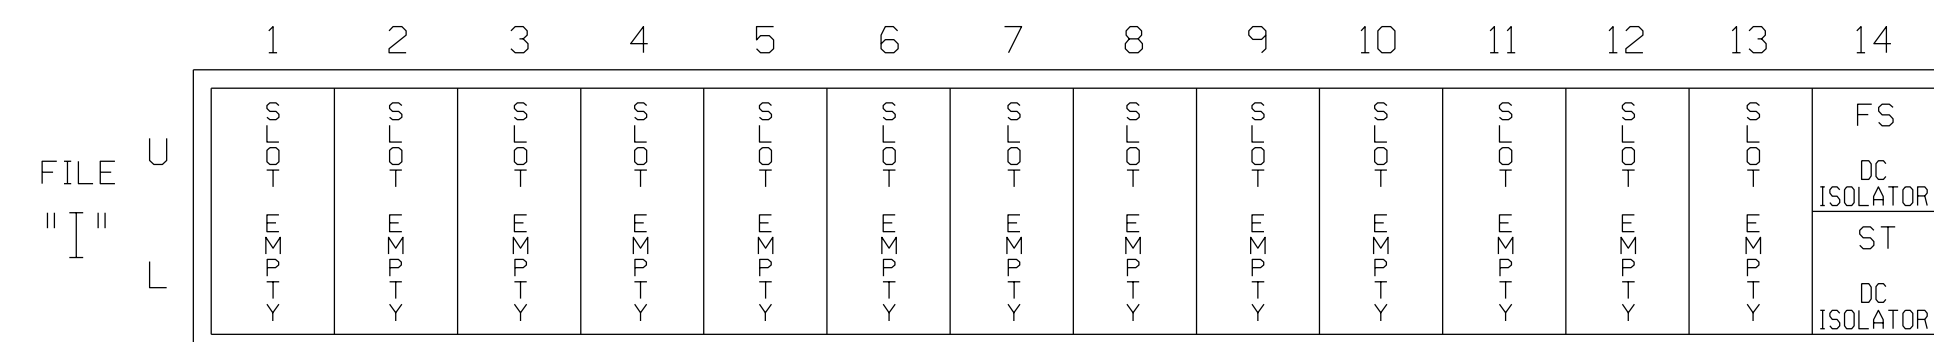 1 2 3 4 5 6 7 8 9 10 11 12 13 14
FILE "I"
U
L
SLOT EMPTY
SLOT EMPTY
SLOT EMPTY
SLOT EMPTY
SLOT EMPTY
SLOT EMPTY
SLOT EMPTY
SLOT EMPTY
SLOT EMPTY
SLOT EMPTY
SLOT EMPTY
SLOT EMPTY
SLOT EMPTY
FS
DC
ISOLATOR
ST
DC
ISOLATOR